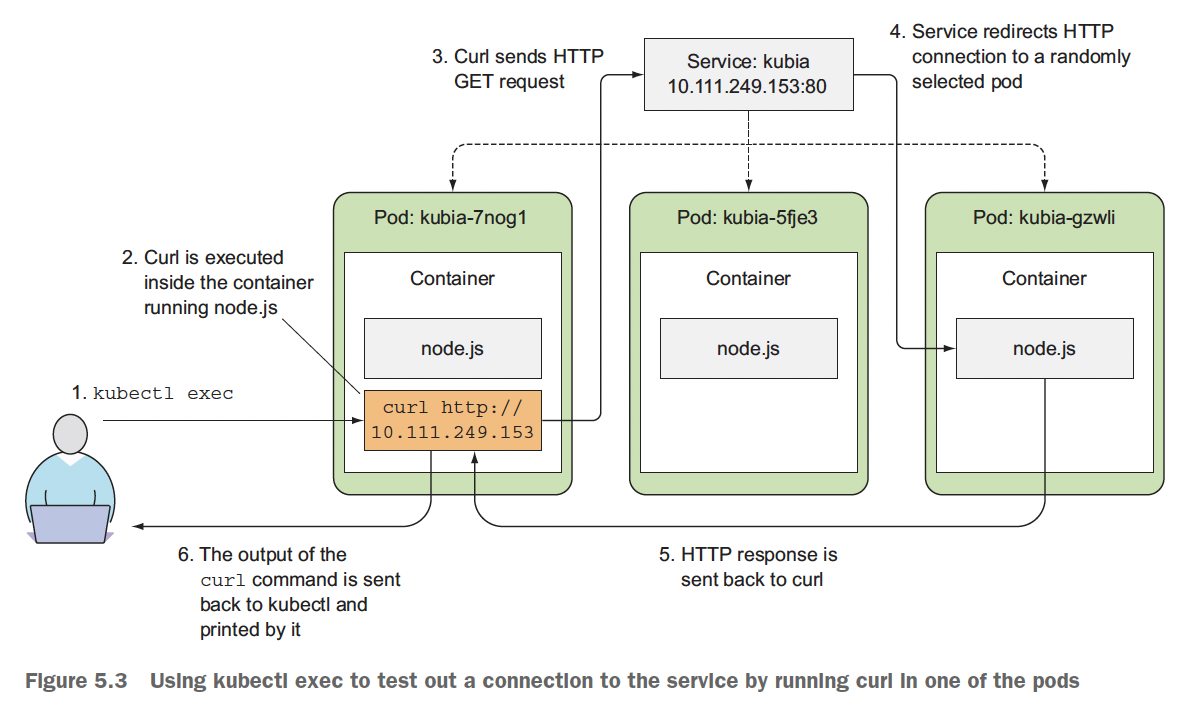 3. Curl sends HTTP
GET request
Service: kubia
10.111.249.153:80
4. Service redirects HTTP
connection to a randomly
selected pod
Pod: kubia-7nog1
Pod: kubia-5fje3
Pod: kubia-gzwli
2. Curl is executed
inside the container
running node.js
Container
Container
Container
node.js
node.js
node.js
1. kubectl exec
curl http://
10.111.249.153
6. The output of the
curl command is sent
back to kubectl and
printed by it
5. HTTP response is
sent back to curl
Figure 5.3 Using kubectl exec to test out a connection to the service by running curl in one of the pods